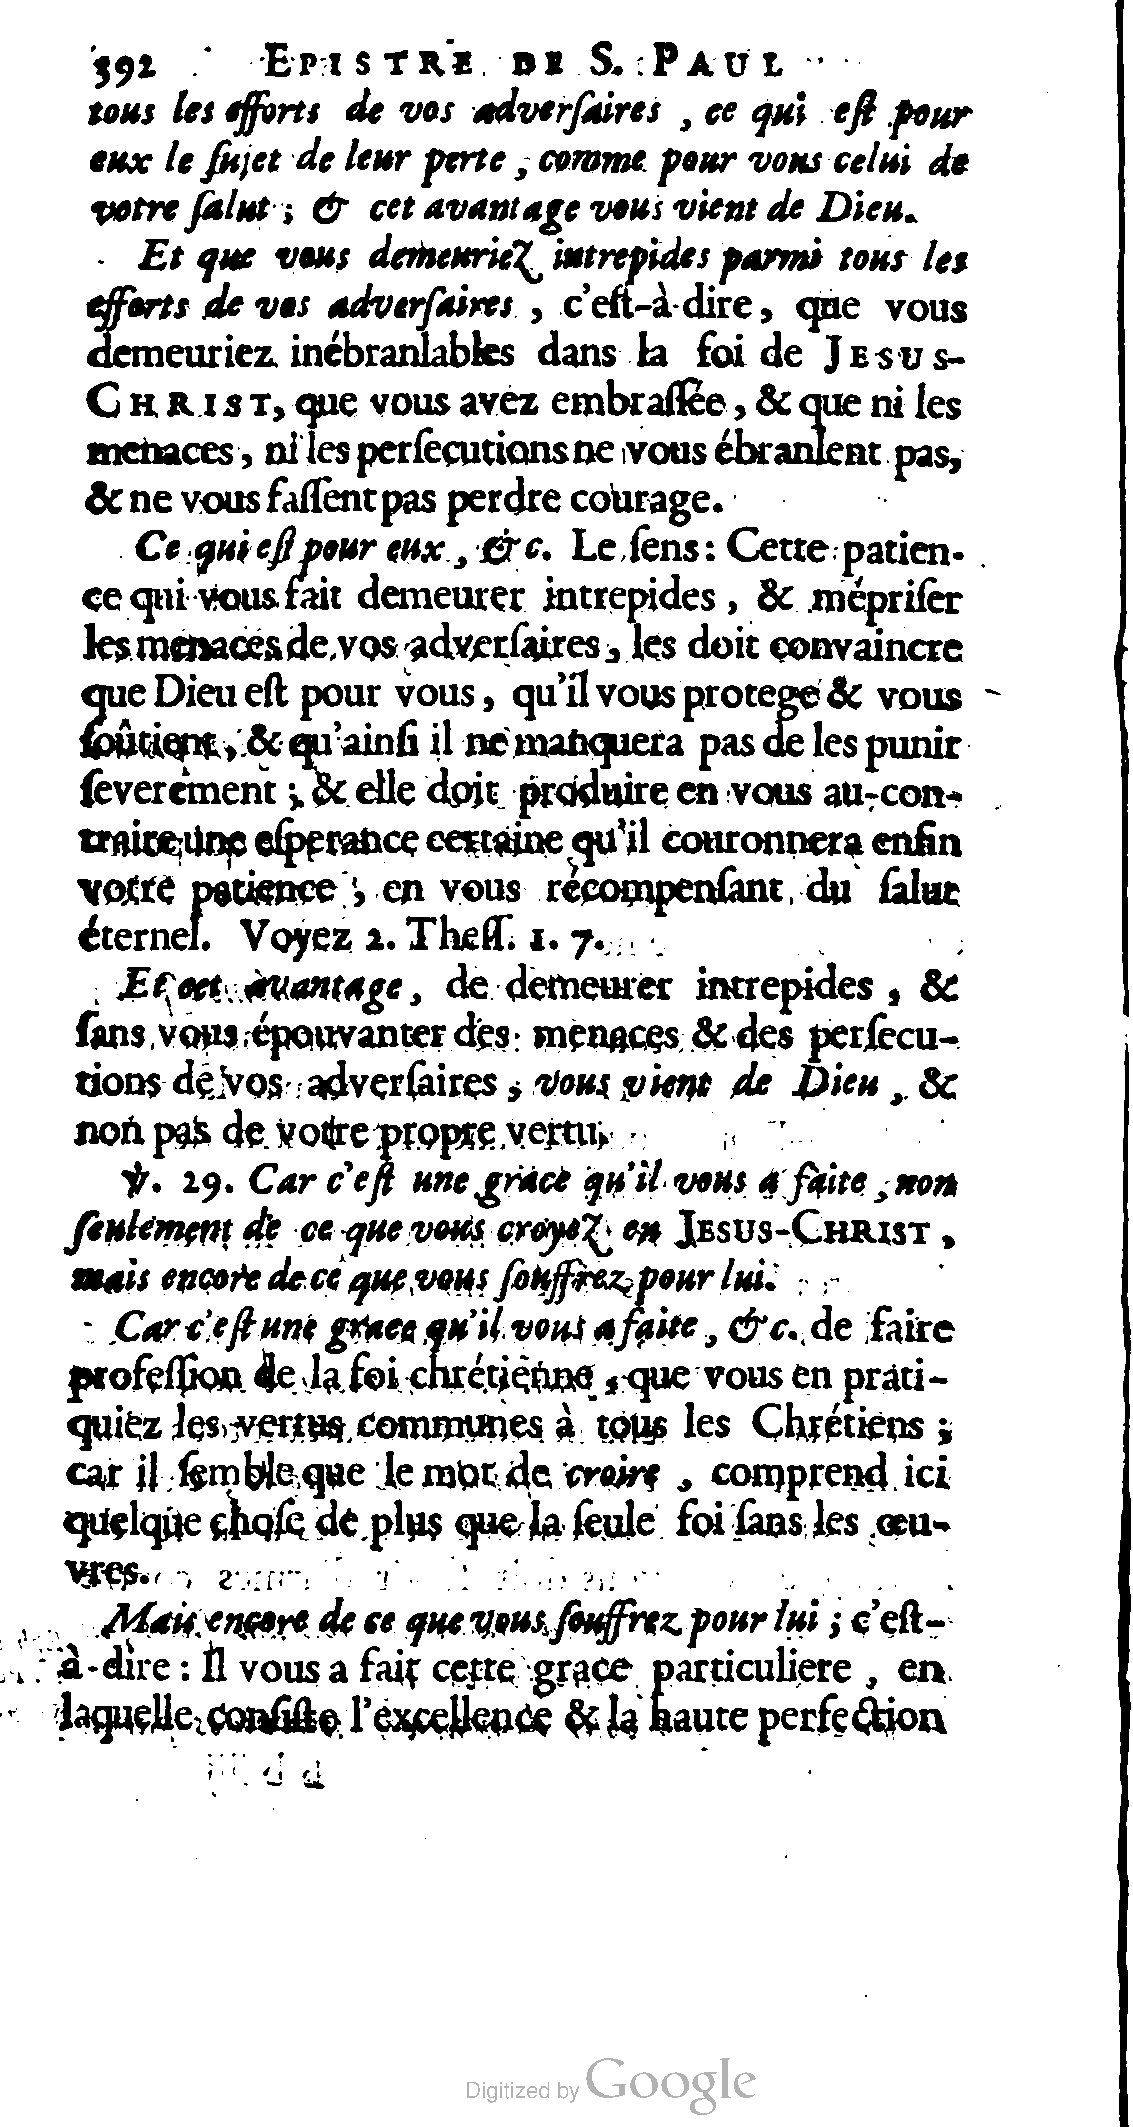 392 EPISTRE DE S. PAUL
tous les efforts de vos adverſaires, ce qui eſt pour
eux le ſujet de leur perte, comme pour vous celui de
votre ſalut; & cet avantage vous vient de Dieu.
Et que vous demeuriez intrepides parmi tous les
efforts de vos adverſaires, c'eſt-à-dire, que vous
demeuriez inébranlables dans la foi de JESUS-
CHRIST, que vous avez embraſſée, & que ni les
menaces, ni les perſecutions ne vous ébranlent pas,
& ne vous faſſent pas perdre courage.
Ce qui eſt pour eux, &c. Le ſens: Cette patien-
ce qui vous fait demeurer intrepides, & mépriſer
les menaces de vos adverſaires, les doit convaincre
que Dieu eſt pour vous, qu'il vous protege & vous
ſoûtient, & qu'ainſi il ne manquera pas de les punir
ſeverement; & elle doit produire en vous au-con-
traire une eſperance certaine qu'il couronnera enfin
votre patience, en vous récompenſant du ſalut
éternel. Voyez 2. Theſſ. 1. 7.
Et cet avantage, de demeurer intrepides, &
ſans vous épouvanter des menaces & des perſecu-
tions de vos adverſaires, vous vient de Dieu, &
non pas de votre propre vertu.
℣. 29. Car c'eſt une grace qu'il vous a faite, non
ſeulement de ce que vous croyez en JESUS-CHRIST,
mais encore de ce que vous ſouffrez pour lui.
Car c'eſt une grace qu'il vous a faite, &c. de faire
profeſſion de la foi chrétienne, que vous en prati-
quiez les vertus communes à tous les Chrétiens;
car il ſemble que le mot de croire, comprend ici
quelque choſe de plus que la ſeule foi ſans les œu-
vres.
Mais encore de ce que vous ſouffrez pour lui; c'eſt-
à-dire: Il vous a fait cette grace particuliere, en
laquelle conſiſte l'excellence & la haute perfection
Digitized by Google